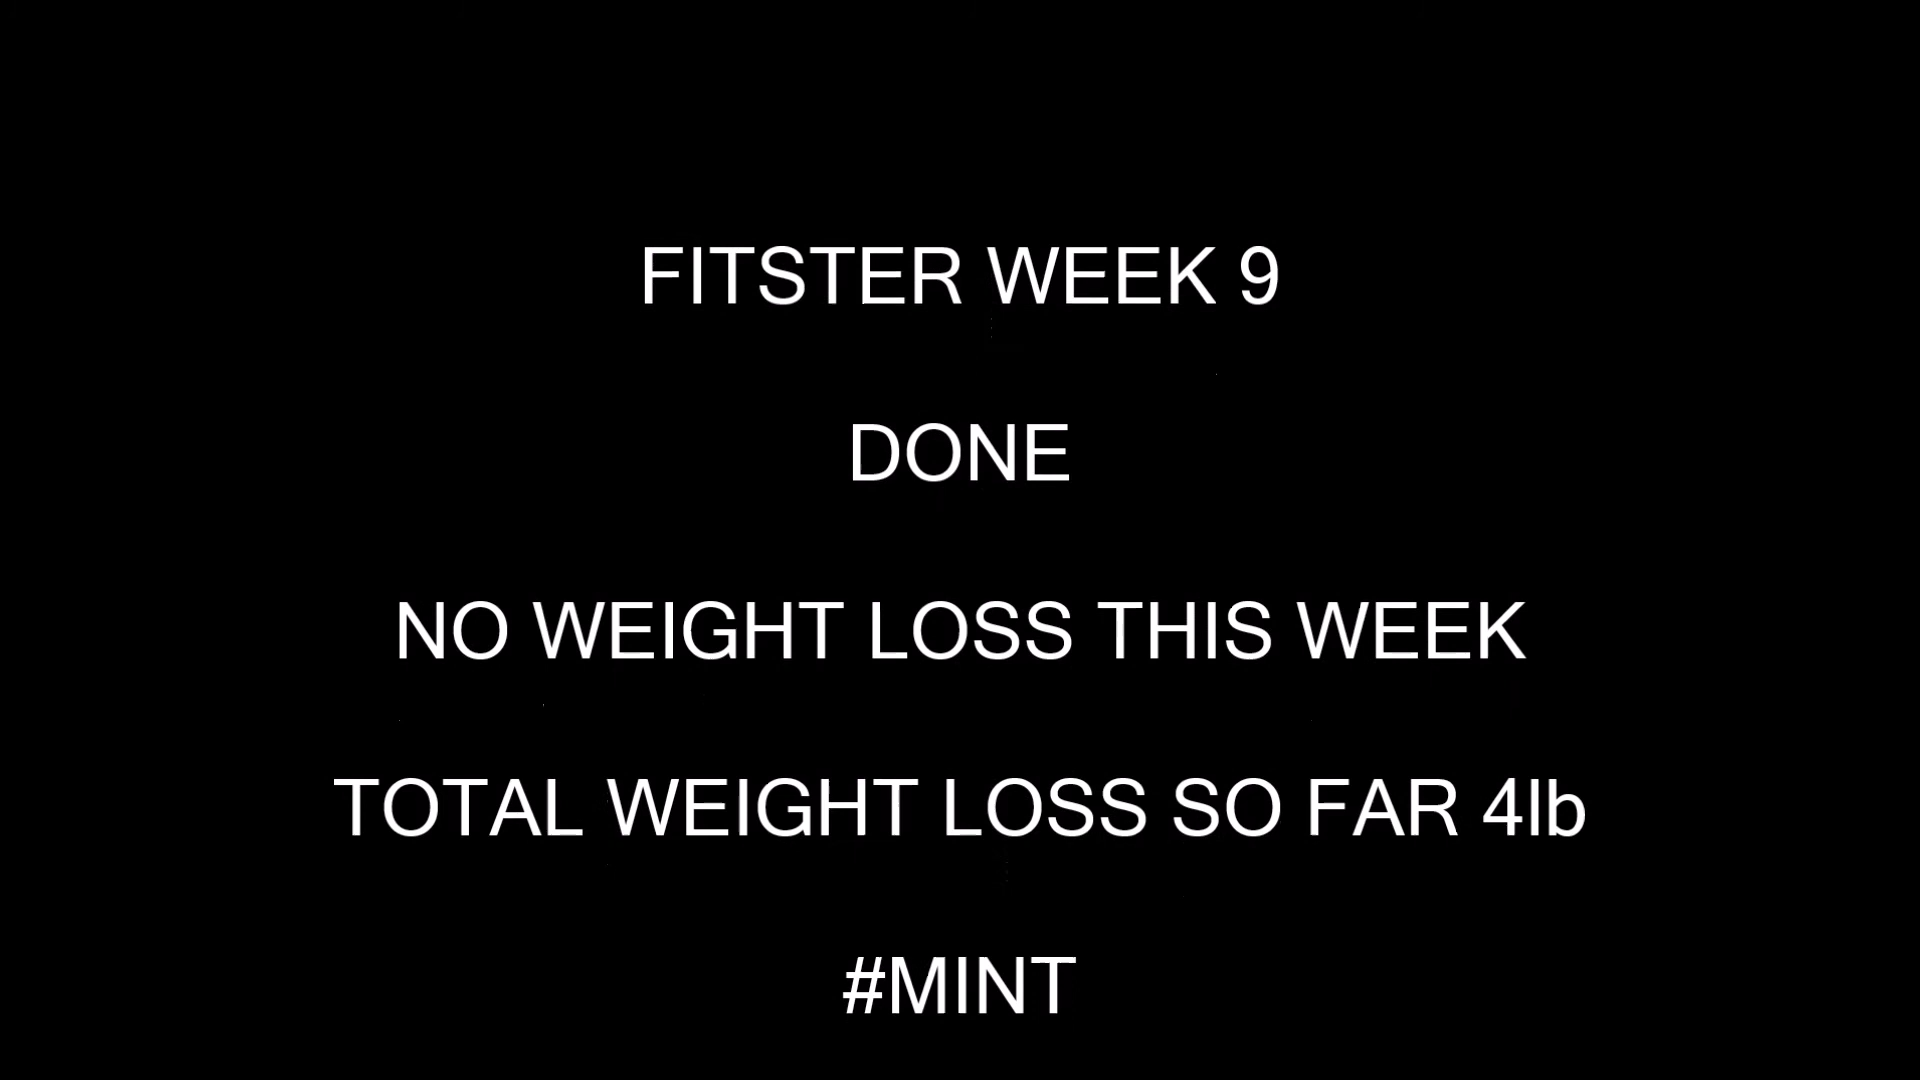 FITSTER WEEK 9
DONE
NO WEIGHT LOSS THIS WEEK
TOTAL WEIGHT LOSS SO FAR 4lb
#MINT